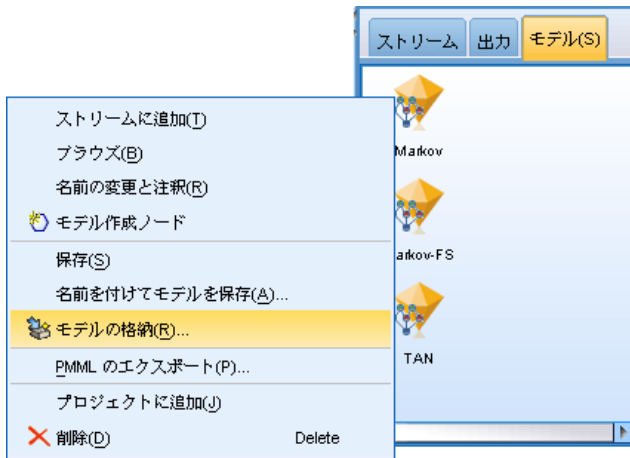 ストリーム 出力 モデル(S)
Markov
arkov-FS
TAN
ストリームに追加(T)
ブラウズ(B)
名前の変更と注釈(R)
モデル作成ノード
保存(S)
名前を付けてモデルを保存(A)...
モデルの格納(R)...
PMML のエクスポート(P)...
プロジェクトに追加(J)
削除(D) Delete